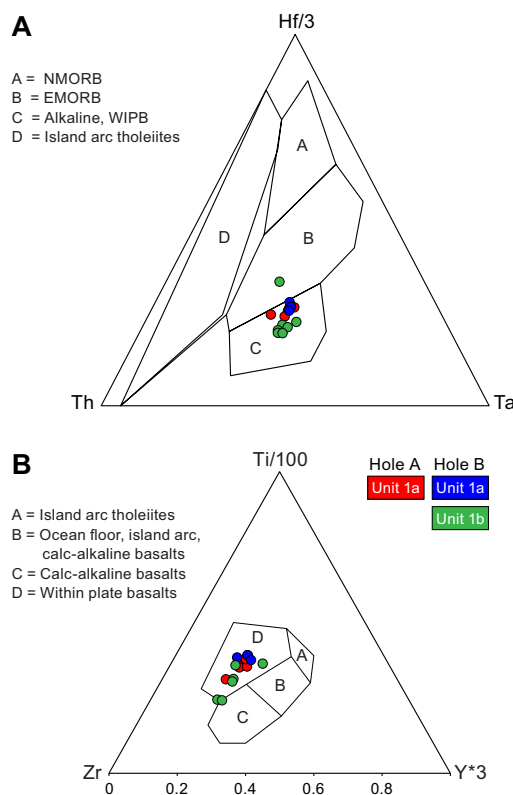 A
Hf/3
A = NMORB
B = EMORB
C = Alkaline, WIPB
D = Island arc tholeiites
A
D
B
C
Th
Ta
B
Ti/100
Hole A Hole B
Unit 1a Unit 1a
Unit 1b
A = Island arc tholeiites
B = Ocean floor, island arc,
calc-alkaline basalts
C = Calc-alkaline basalts
D = Within plate basalts
D
A
B
C
Zr
Y*3
0 0.2 0.4 0.6 0.8